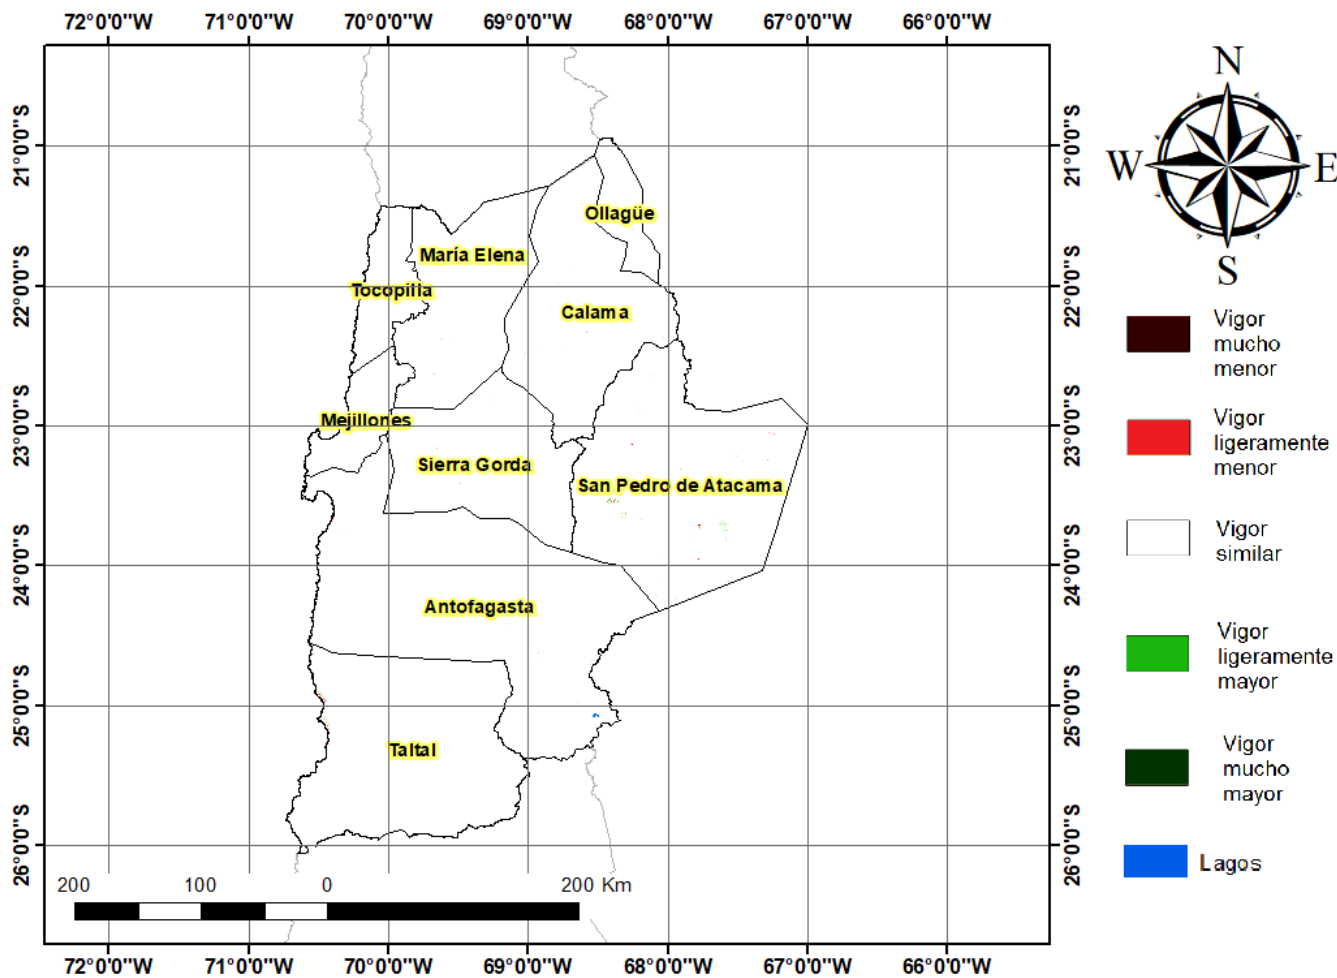 72°0'0"W 71°0'0"W 70°0'0"W 69°0'0"W 68°0'0"W 67°0'0"W 66°0'0"W
21°0'0"S 21°0'0"S
22°0'0"S 22°0'0"S
23°0'0"S 23°0'0"S
24°0'0"S 24°0'0"S
25°0'0"S 25°0'0"S
26°0'0"S 26°0'0"S
Ollagüe
María Elena
Tocopilla
Calama
Mejillones
Sierra Gorda
San Pedro de Atacama
Antofagasta
Taltal
200 100 0 200 Km
72°0'0"W 71°0'0"W 70°0'0"W 69°0'0"W 68°0'0"W 67°0'0"W 66°0'0"W
N
W E
S
Vigor
mucho
menor
Vigor
ligeramente
menor
Vigor
similar
Vigor
ligeramente
mayor
Vigor
mucho
mayor
Lagos